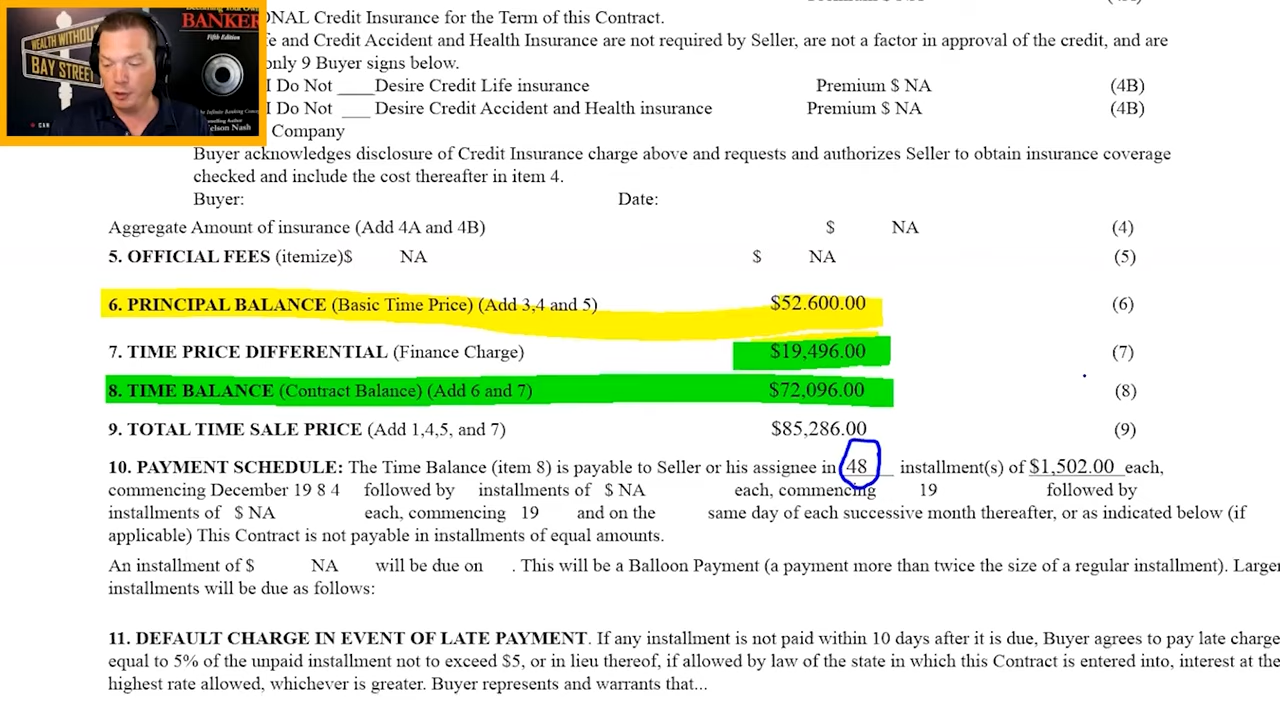 WEALTH WITHOUT
BAY STREET
BANKER
Fifth Edition
The Infinite Banking Concept
elson Nash
CAN
ONAL Credit Insurance for the Term of this Contract.
e and Credit Accident and Health Insurance are not required by Seller, are not a factor in approval of the credit, and are
only 9 Buyer signs below.
I Do Not ____Desire Credit Life insurance Premium $ NA (4B)
I Do Not ___ Desire Credit Accident and Health insurance Premium $ NA (4B)
Company
Buyer acknowledges disclosure of Credit Insurance charge above and requests and authorizes Seller to obtain insurance coverage
checked and include the cost thereafter in item 4.
Buyer: Date:
Aggregate Amount of insurance (Add 4A and 4B) $ NA (4)
5. OFFICIAL FEES (itemize)$ NA $ NA (5)
6. PRINCIPAL BALANCE (Basic Time Price) (Add 3,4 and 5) $52.600.00 (6)
7. TIME PRICE DIFFERENTIAL (Finance Charge) $19,496.00 (7)
8. TIME BALANCE (Contract Balance) (Add 6 and 7) $72,096.00 (8)
9. TOTAL TIME SALE PRICE (Add 1,4,5, and 7) $85,286.00 (9)
10. PAYMENT SCHEDULE: The Time Balance (item 8) is payable to Seller or his assignee in 48 installment(s) of $1,502.00 each,
commencing December 19 8 4 followed by installments of $ NA each, commencing 19 followed by
installments of $ NA each, commencing 19 and on the same day of each successive month thereafter, or as indicated below (if
applicable) This Contract is not payable in installments of equal amounts.
An installment of $ NA will be due on . This will be a Balloon Payment (a payment more than twice the size of a regular installment). Larger
installments will be due as follows:
11. DEFAULT CHARGE IN EVENT OF LATE PAYMENT. If any installment is not paid within 10 days after it is due, Buyer agrees to pay late charge
equal to 5% of the unpaid installment not to exceed $5, or in lieu thereof, if allowed by law of the state in which this Contract is entered into, interest at the
highest rate allowed, whichever is greater. Buyer represents and warrants that...